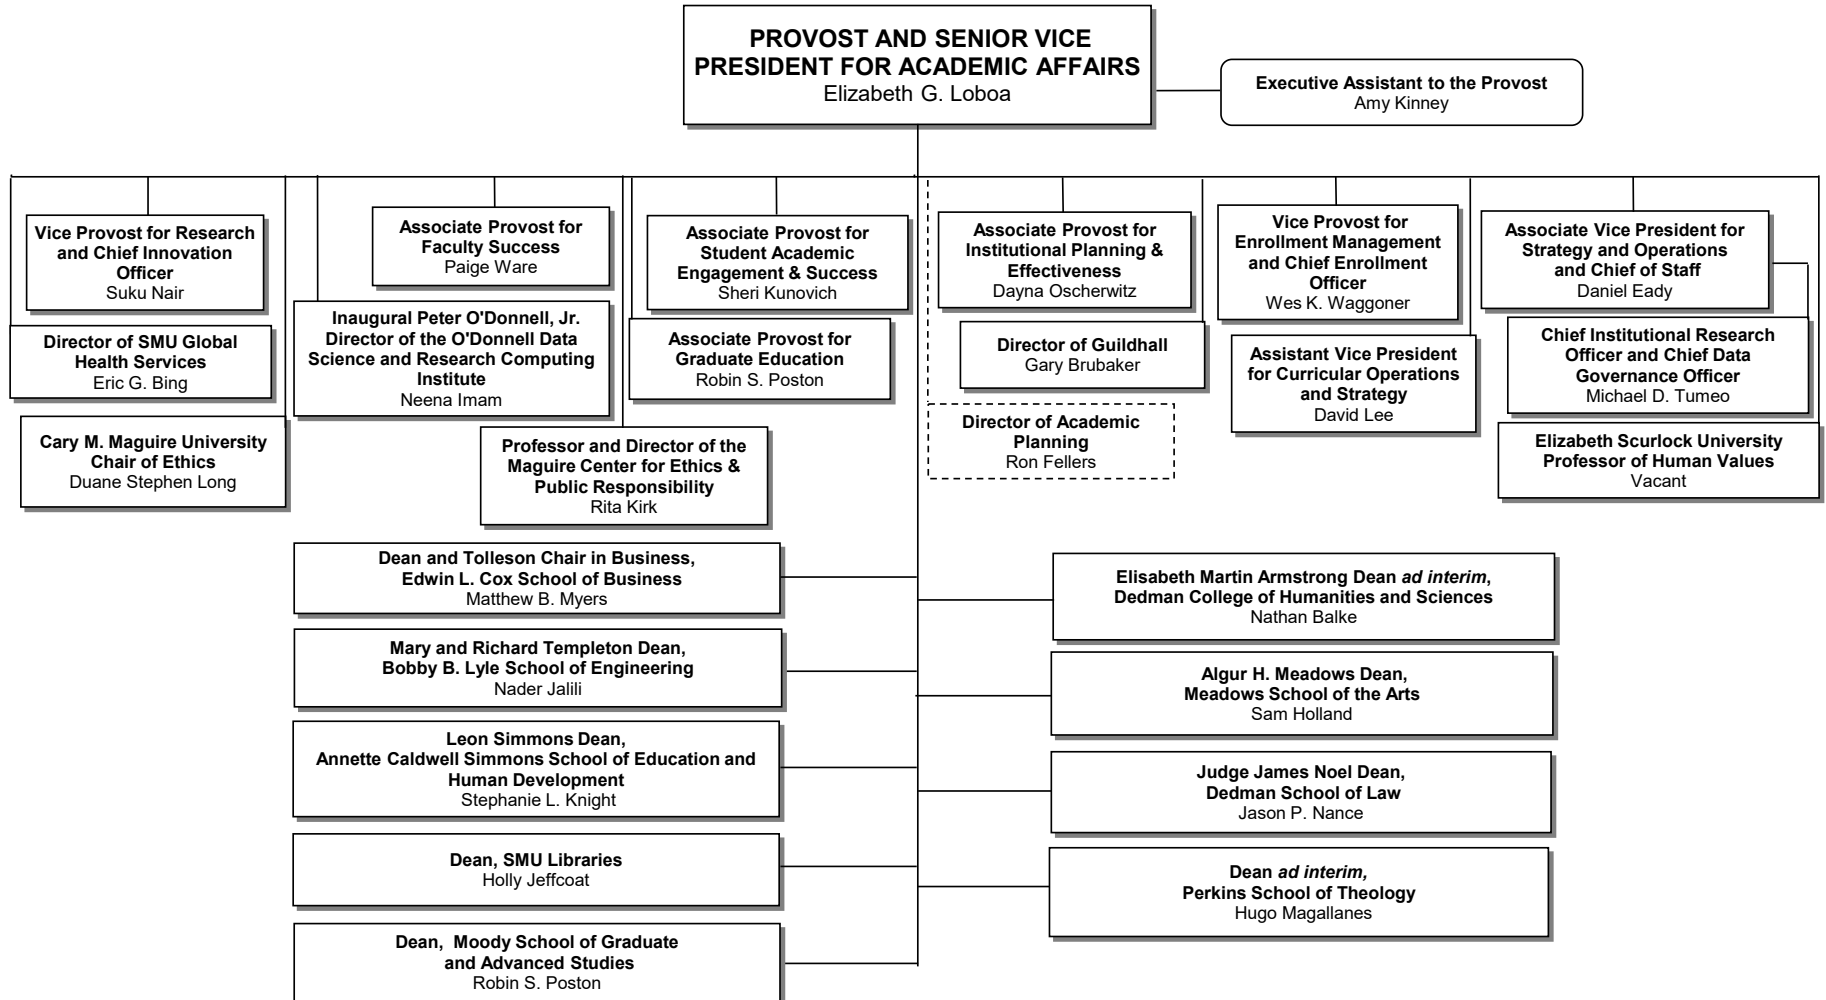 PROVOST AND SENIOR VICE
PRESIDENT FOR ACADEMIC AFFAIRS
Elizabeth G. Loboa
Executive Assistant to the Provost
Amy Kinney
Vice Provost for Research
and Chief Innovation
Officer
Suku Nair
Associate Provost for
Faculty Success
Paige Ware
Associate Provost for
Student Academic
Engagement & Success
Sheri Kunovich
Associate Provost for
Institutional Planning &
Effectiveness
Dayna Oscherwitz
Vice Provost for
Enrollment Management
and Chief Enrollment
Officer
Wes K. Waggoner
Associate Vice President for
Strategy and Operations
and Chief of Staff
Daniel Eady
Director of SMU Global
Health Services
Eric G. Bing
Inaugural Peter O'Donnell, Jr.
Director of the O'Donnell Data
Science and Research Computing
Institute
Neena Imam
Associate Provost for
Graduate Education
Robin S. Poston
Director of Guildhall
Gary Brubaker
Assistant Vice President
for Curricular Operations
and Strategy
David Lee
Chief Institutional Research
Officer and Chief Data
Governance Officer
Michael D. Tumeo
Cary M. Maguire University
Chair of Ethics
Duane Stephen Long
Professor and Director of the
Maguire Center for Ethics &
Public Responsibility
Rita Kirk
Director of Academic
Planning
Ron Fellers
Elizabeth Scurlock University
Professor of Human Values
Vacant
Dean and Tolleson Chair in Business,
Edwin L. Cox School of Business
Matthew B. Myers
Elisabeth Martin Armstrong Dean ad interim,
Dedman College of Humanities and Sciences
Nathan Balke
Mary and Richard Templeton Dean,
Bobby B. Lyle School of Engineering
Nader Jalili
Algur H. Meadows Dean,
Meadows School of the Arts
Sam Holland
Leon Simmons Dean,
Annette Caldwell Simmons School of Education and
Human Development
Stephanie L. Knight
Judge James Noel Dean,
Dedman School of Law
Jason P. Nance
Dean, SMU Libraries
Holly Jeffcoat
Dean ad interim,
Perkins School of Theology
Hugo Magallanes
Dean, Moody School of Graduate
and Advanced Studies
Robin S. Poston